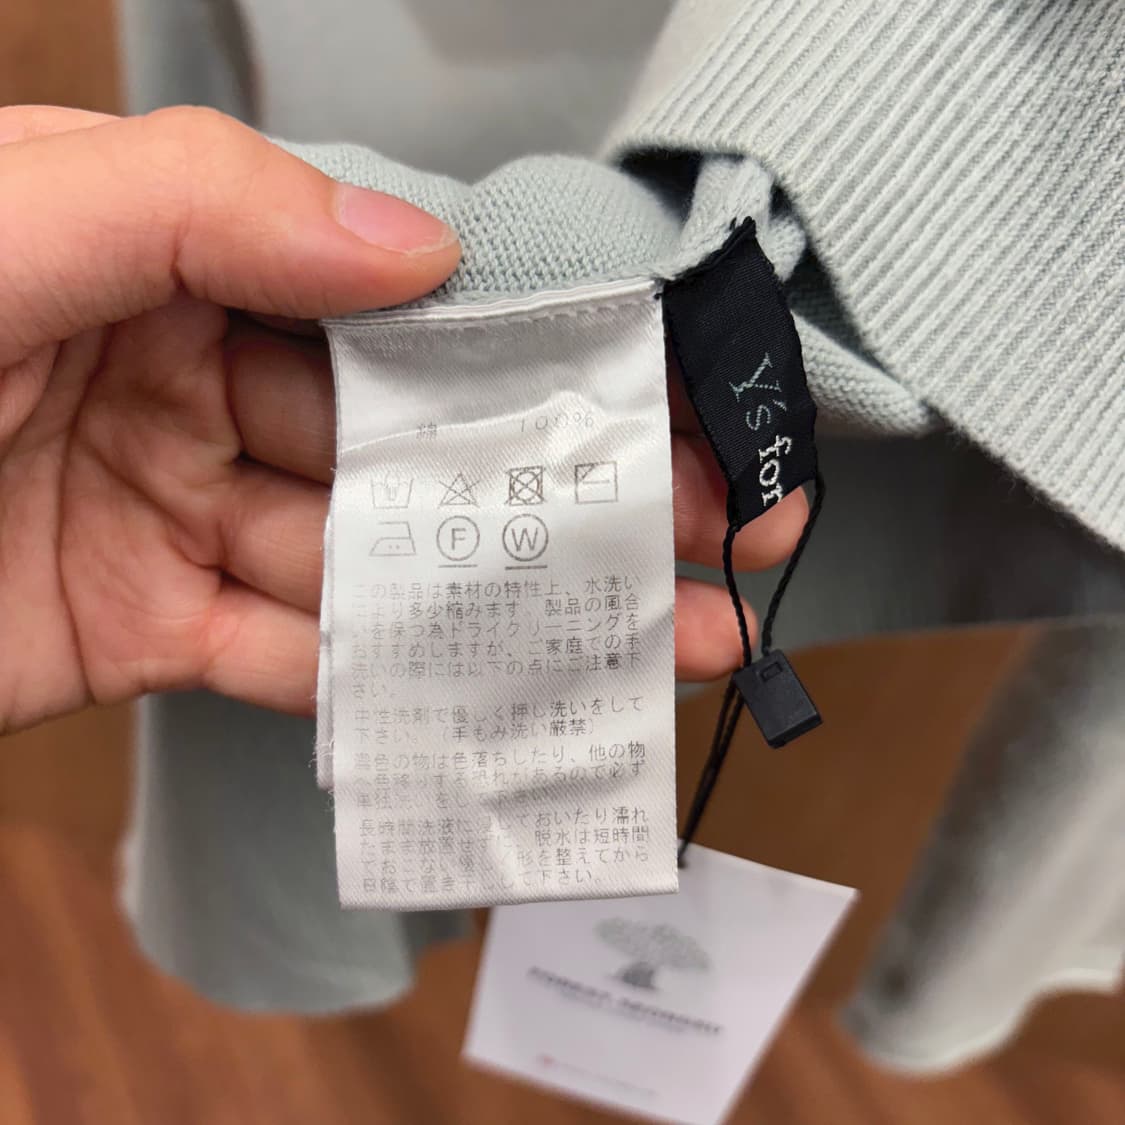 綿 100%
F W
この製品は素材の特性上、水洗い
により多少縮みます。製品の風合
いを保つ為ドライクリーニングを
おすすめしますが、ご家庭での手
洗いの際には以下の点にご注意下
さい。
中性洗剤で優しく押し洗いをして
下さい。(手もみ洗い厳禁)
濃色の物は色落ちしたり、他の物
へ色移りする恐れがあるので必ず
単独洗いをして下さい。
長時間洗液に浸しておいたり濡れ
たまま放置せずに、脱水は短時間
でおこない優しく形を整えてから
日陰で置き干しして下さい。
Y's for